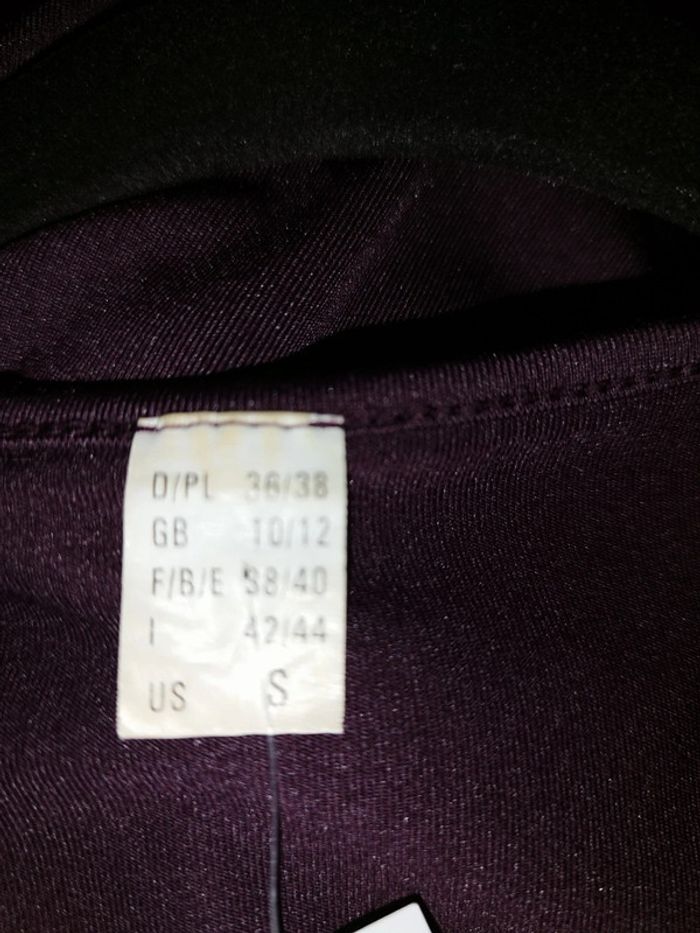 D/PL 36/38
GB 10/12
F/B/E 38/40
I 42/44
US S